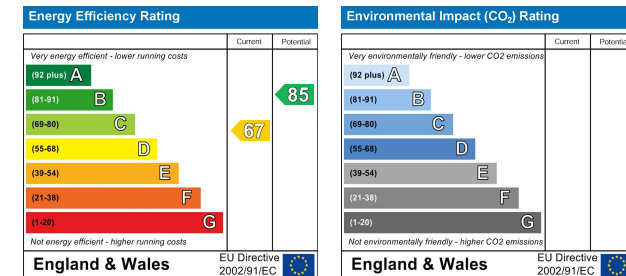 Energy Efficiency Rating
Current Potential
Very energy efficient - lower running costs
(92 plus) A
(81-91) B
(69-80) C
(55-68) D
(39-54) E
(21-38) F
(1-20) G
67
85
Not energy efficient - higher running costs
England & Wales
EU Directive
2002/91/EC
Environmental Impact (CO₂) Rating
Current Potential
Very environmentally friendly - lower CO2 emissions
(92 plus) A
(81-91) B
(69-80) C
(55-68) D
(39-54) E
(21-38) F
(1-20) G
Not environmentally friendly - higher CO2 emissions
England & Wales
EU Directive
2002/91/EC